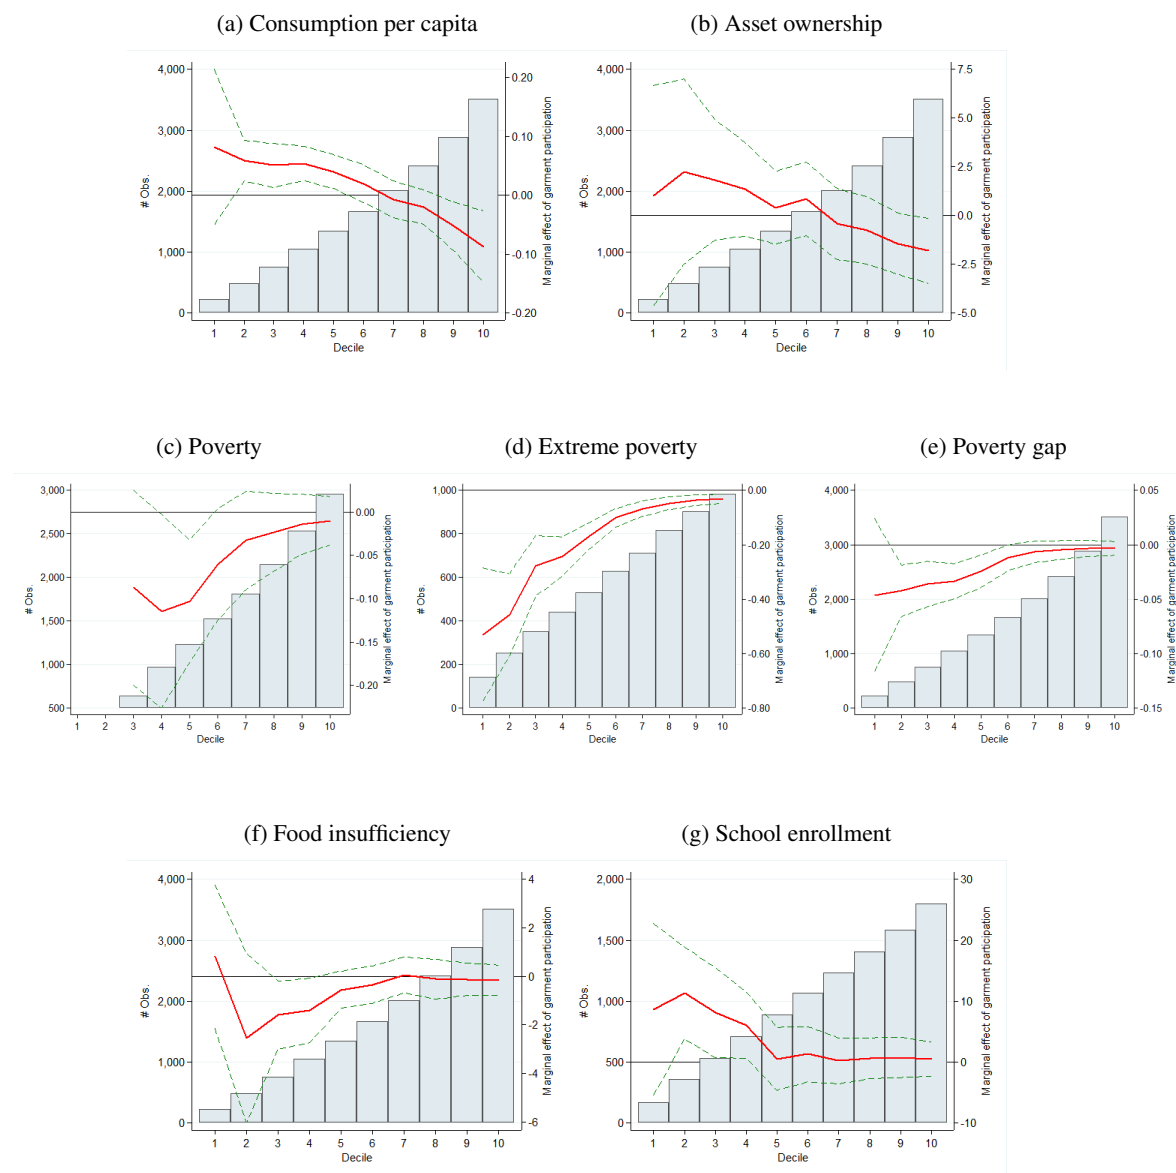 (a) Consumption per capita
(b) Asset ownership
4,000
3,000
2,000
1,000
0
# Obs.
0.20
0.10
0.00
-0.10
-0.20
Marginal effect of garment participation
1 2 3 4 5 6 7 8 9 10
Decile
4,000
3,000
2,000
1,000
0
# Obs.
7.5
5.0
2.5
0.0
-2.5
-5.0
Marginal effect of garment participation
1 2 3 4 5 6 7 8 9 10
Decile
(c) Poverty
(d) Extreme poverty
(e) Poverty gap
3,000
2,500
2,000
1,500
1,000
500
# Obs.
0.00
-0.05
-0.10
-0.15
-0.20
Marginal effect of garment participation
1 2 3 4 5 6 7 8 9 10
Decile
1,000
800
600
400
200
0
# Obs.
0.00
-0.20
-0.40
-0.60
-0.80
Marginal effect of garment participation
1 2 3 4 5 6 7 8 9 10
Decile
4,000
3,000
2,000
1,000
0
# Obs.
0.05
0.00
-0.05
-0.10
-0.15
Marginal effect of garment participation
1 2 3 4 5 6 7 8 9 10
Decile
(f) Food insufficiency
(g) School enrollment
4,000
3,000
2,000
1,000
0
# Obs.
4
2
0
-2
-4
-6
Marginal effect of garment participation
1 2 3 4 5 6 7 8 9 10
Decile
2,000
1,500
1,000
500
0
# Obs.
30
20
10
0
-10
Marginal effect of garment participation
1 2 3 4 5 6 7 8 9 10
Decile